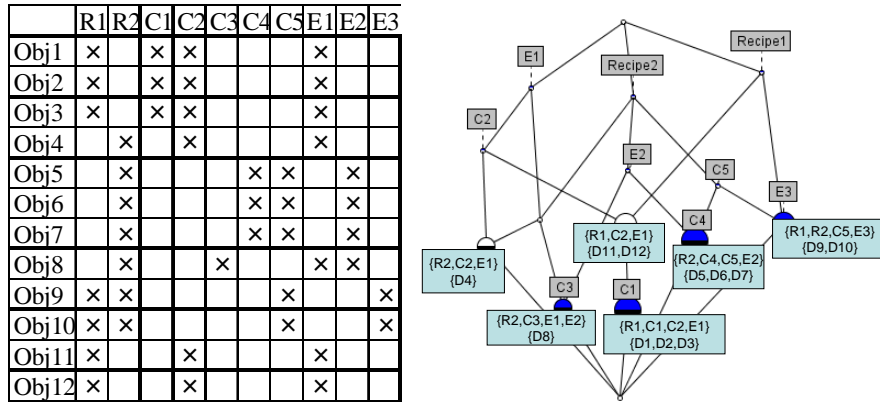 R1 R2 C1 C2 C3 C4 C5 E1 E2 E3
Obj1 × × × ×
Obj2 × × × ×
Obj3 × × × ×
Obj4 × × ×
Obj5 × × × ×
Obj6 × × × ×
Obj7 × × × ×
Obj8 × × × ×
Obj9 × × × ×
Obj10 × × × ×
Obj11 × × ×
Obj12 × × ×
Recipe1
E1
Recipe2
C2
E2
C5
E3
C4
{R1,R2,C5,E3}
{D9,D10}
{R1,C2,E1}
{D11,D12}
{R2,C2,E1}
{D4}
{R2,C4,C5,E2}
{D5,D6,D7}
C3
C1
{R2,C3,E1,E2}
{D8}
{R1,C1,C2,E1}
{D1,D2,D3}